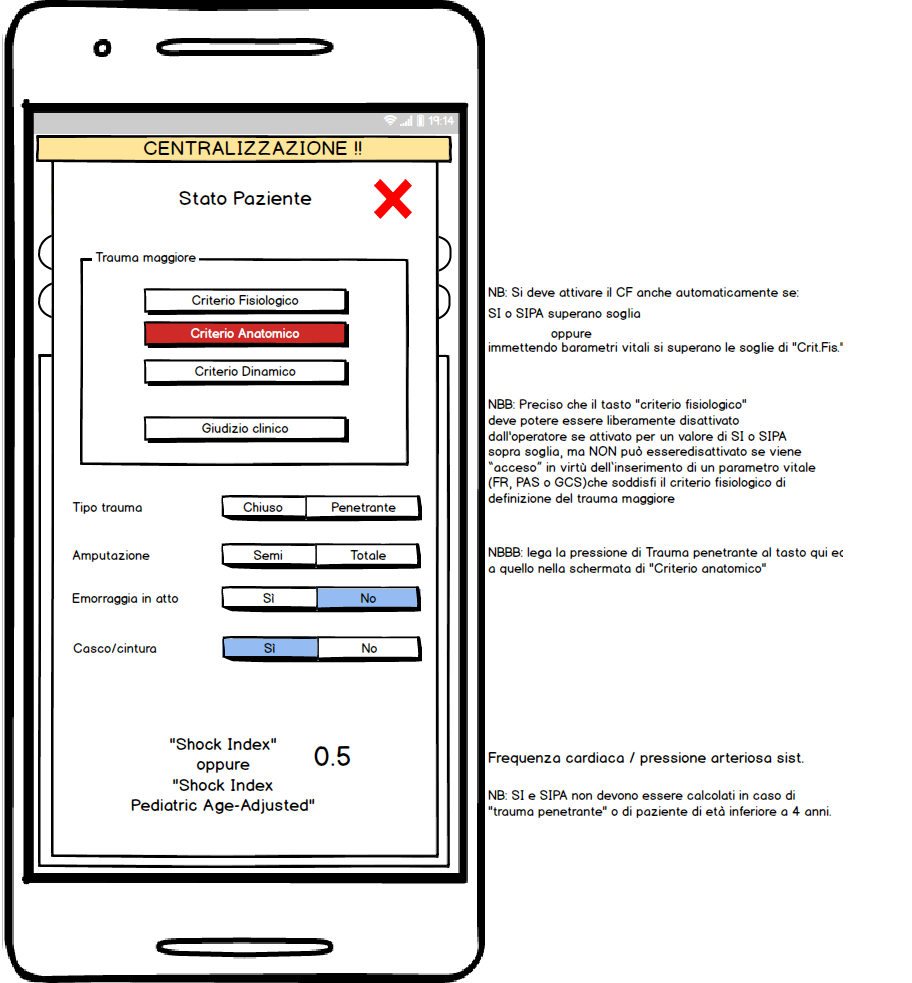 19:14
CENTRALIZZAZIONE !!
Stato Paziente
Trauma maggiore
Criterio Fisiologico
Criterio Anatomico
Criterio Dinamico
Giudizio clinico
Tipo trauma
Chiuso Penetrante
Amputazione
Semi Totale
Emorraggia in atto
Sì No
Casco/cintura
Sì No
"Shock Index"
oppure
"Shock Index
Pediatric Age-Adjusted"
0.5
NB: Si deve attivare il CF anche automaticamente se:
SI o SIPA superano soglia
oppure
immettendo barametri vitali si superano le soglie di "Crit.Fis."
NBB: Preciso che il tasto "criterio fisiologico"
deve potere essere liberamente disattivato
dall'operatore se attivato per un valore di SI o SIPA
sopra soglia, ma NON può esseredisattivato se viene
"acceso" in virtù dell'inserimento di un parametro vitale
(FR, PAS o GCS)che soddisfi il criterio fisiologico di
definizione del trauma maggiore
NBBB: lega la pressione di Trauma penetrante al tasto qui
a quello nella schermata di "Criterio anatomico"
Frequenza cardiaca / pressione arteriosa sist.
NB: SI e SIPA non devono essere calcolati in caso di
"trauma penetrante" o di paziente di età inferiore a 4 anni.